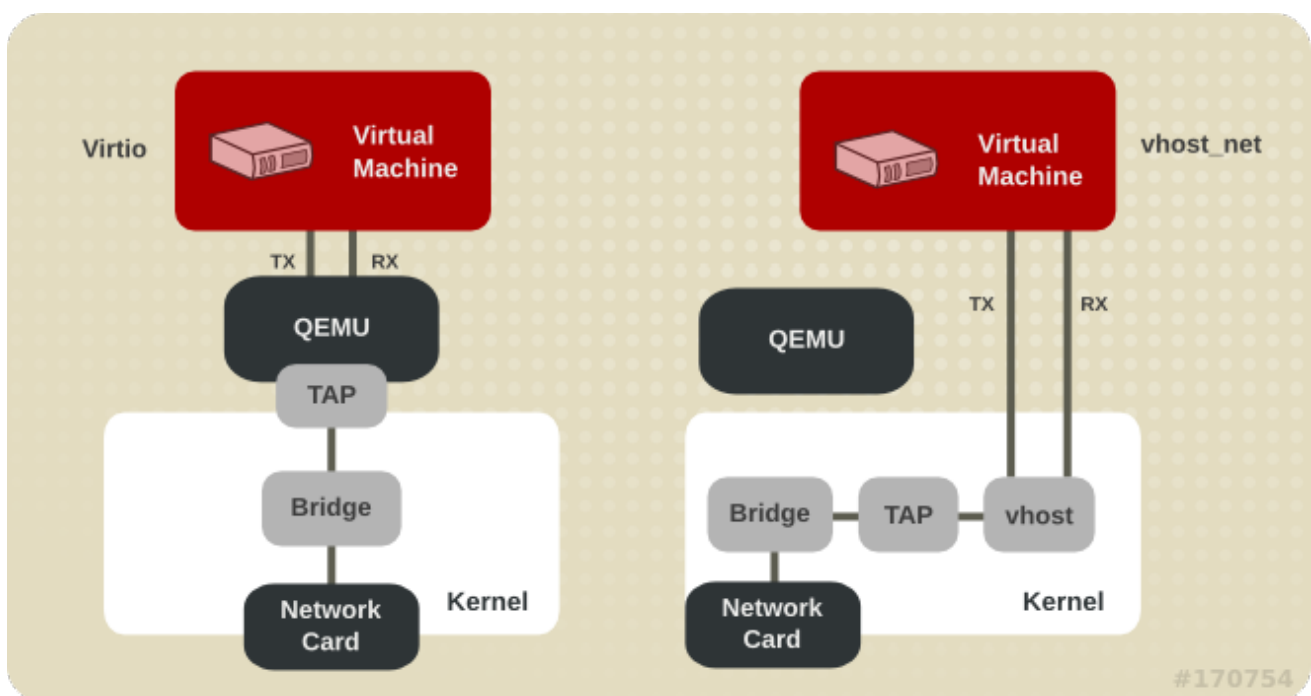 Virtio
Virtual
Machine
TX
RX
QEMU
TAP
Bridge
Network
Card
Kernel
Virtual
Machine
vhost_net
TX
RX
QEMU
Bridge
TAP
vhost
Network
Card
Kernel
#170754